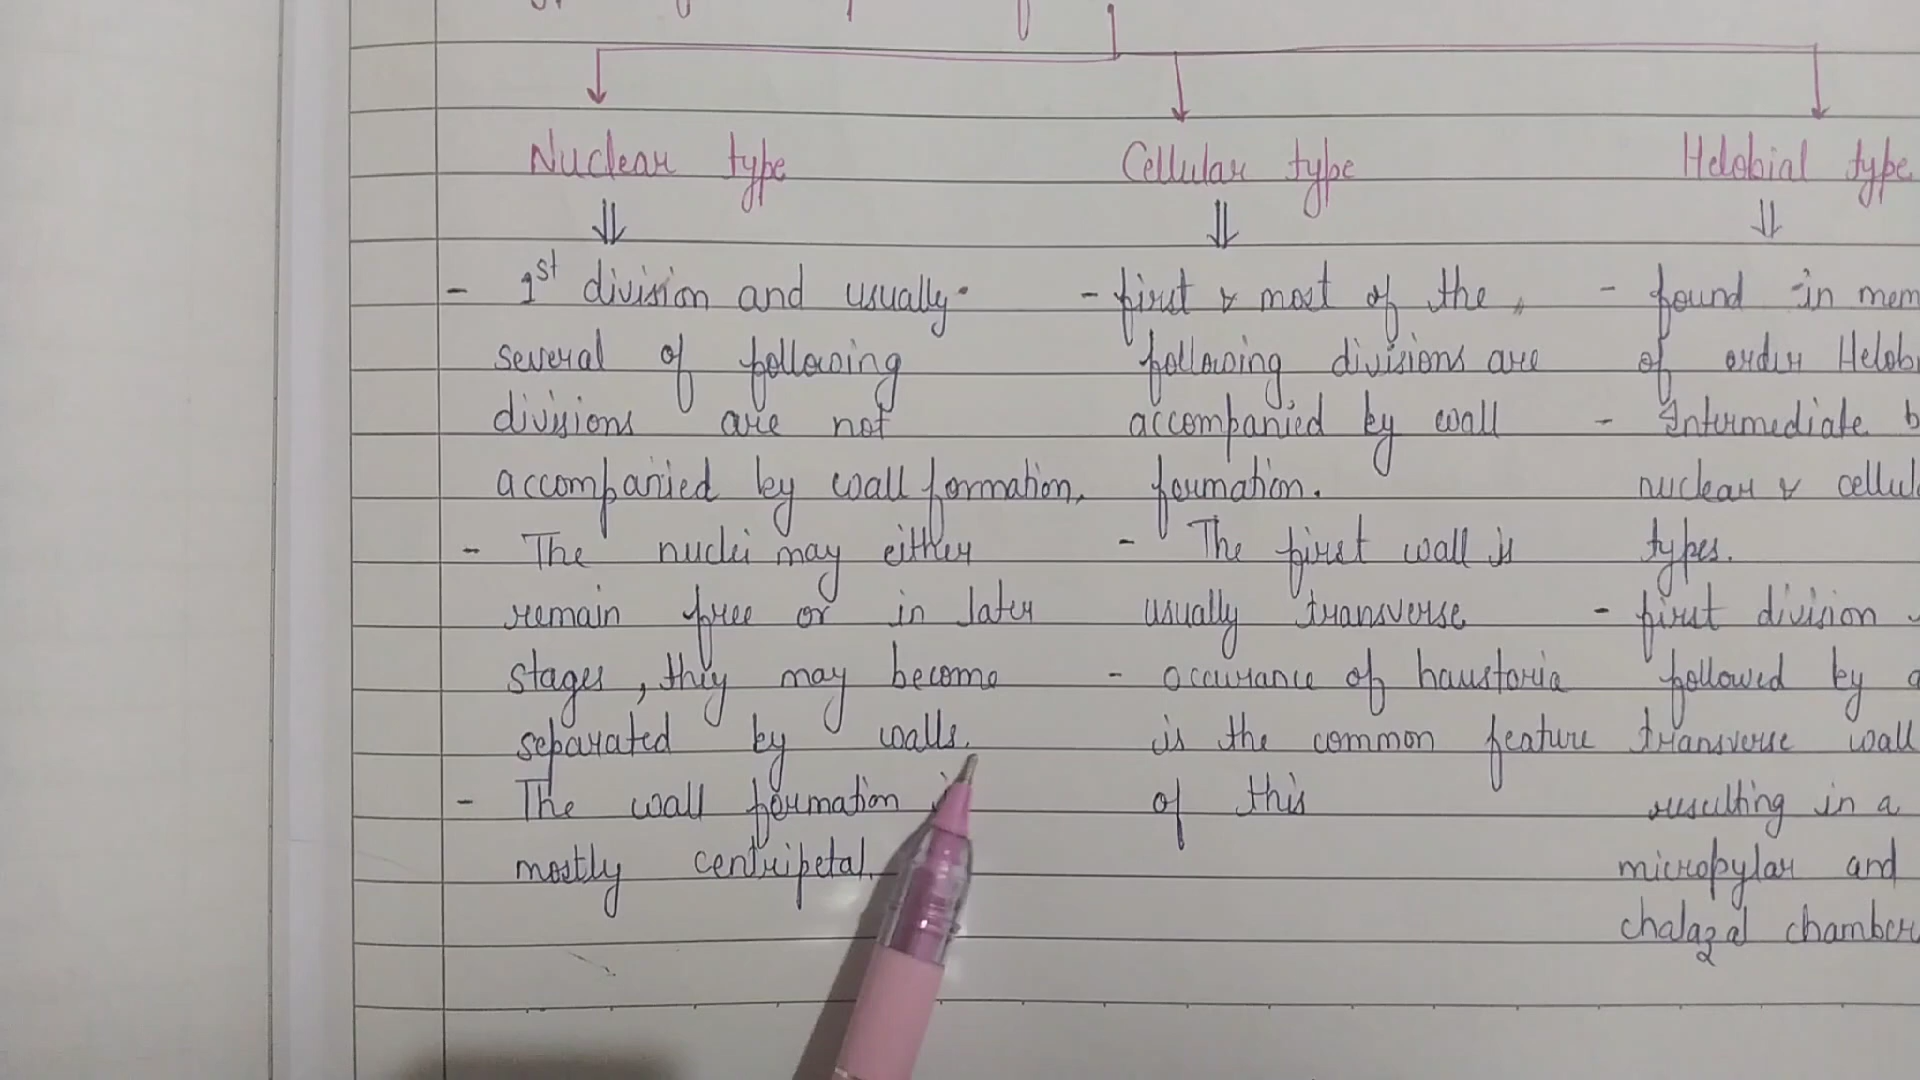 Nuclear type
Cellular type
Helobial type
- 1st division and usually
several of following
divisions are not
accompanied by wall formation.
- The nuclei may either
remain free or in later
stages, they may become
separated by walls.
- The wall formation
mostly centripetal.
- first & most of the
following divisions are
accompanied by wall
formation.
- The first wall is
usually transverse
- occurance of haustoria
is the common feature
of this
- found in mem
of order Helob
- Intermediate b
nuclear & cellul
types.
- first division
followed by a
transverse wall
resulting in a
micropylar and
chalazal chamber